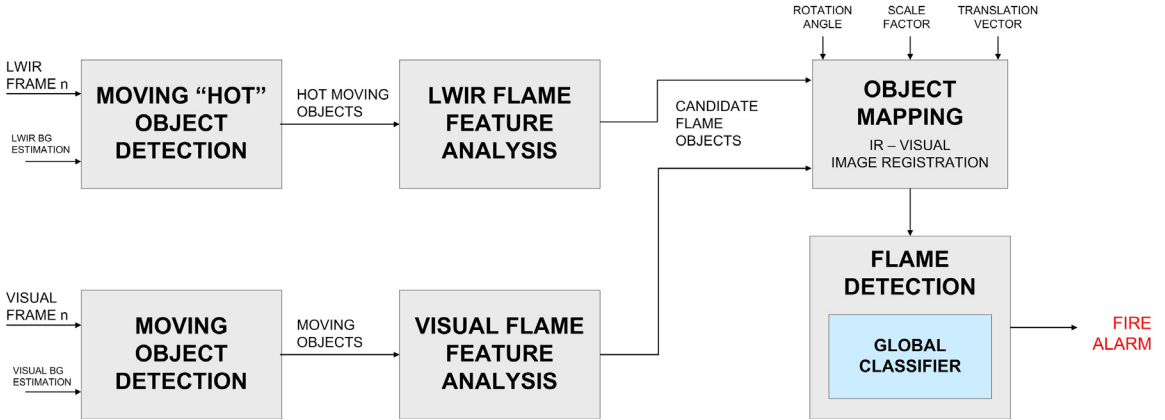 ROTATION
ANGLE
SCALE
FACTOR
TRANSLATION
VECTOR
LWIR
FRAME n
LWIR BG
ESTIMATION
MOVING “HOT”
OBJECT
DETECTION
HOT MOVING
OBJECTS
LWIR FLAME
FEATURE
ANALYSIS
CANDIDATE
FLAME
OBJECTS
OBJECT
MAPPING
IR – VISUAL
IMAGE REGISTRATION
VISUAL
FRAME n
VISUAL BG
ESTIMATION
MOVING
OBJECT
DETECTION
MOVING
OBJECTS
VISUAL FLAME
FEATURE
ANALYSIS
FLAME
DETECTION
GLOBAL
CLASSIFIER
FIRE
ALARM